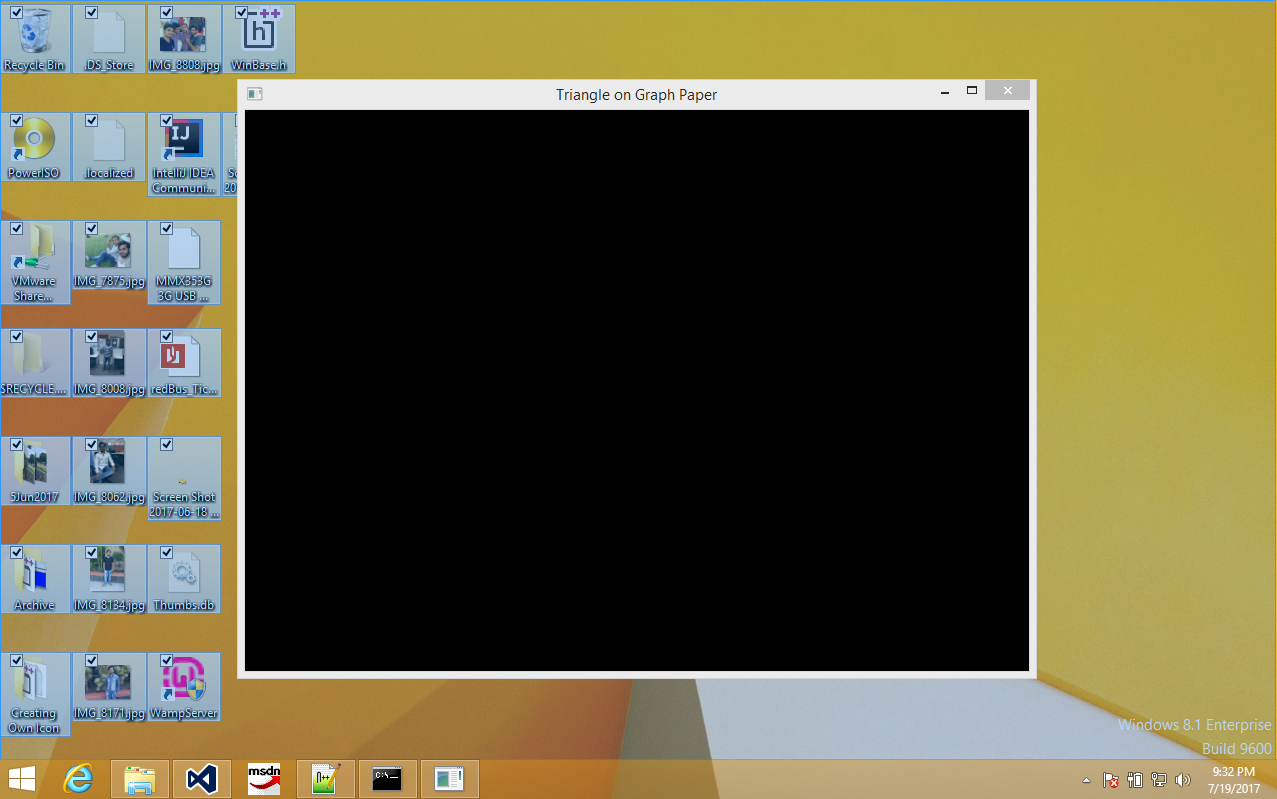 Recycle Bin
.DS_Store
IMG_8808.jpg
WinBase.h
Triangle on Graph Paper
PowerISO
.localized
IJ
IntelliJ IDEA
Communi...
VMware
Share...
IMG_7875.jpg
MMX353G
3G USB ...
$RECYCLE....
IMG_8008.jpg
redBus_Tic...
5Jun2017
IMG_8062.jpg
Screen Shot
2017-06-18 ...
Archive
IMG_8134.jpg
Thumbs.db
Creating
Own Icon
IMG_8171.jpg
WampServer
Windows 8.1 Enterprise
Build 9600
msdn
9:32 PM
7/19/2017